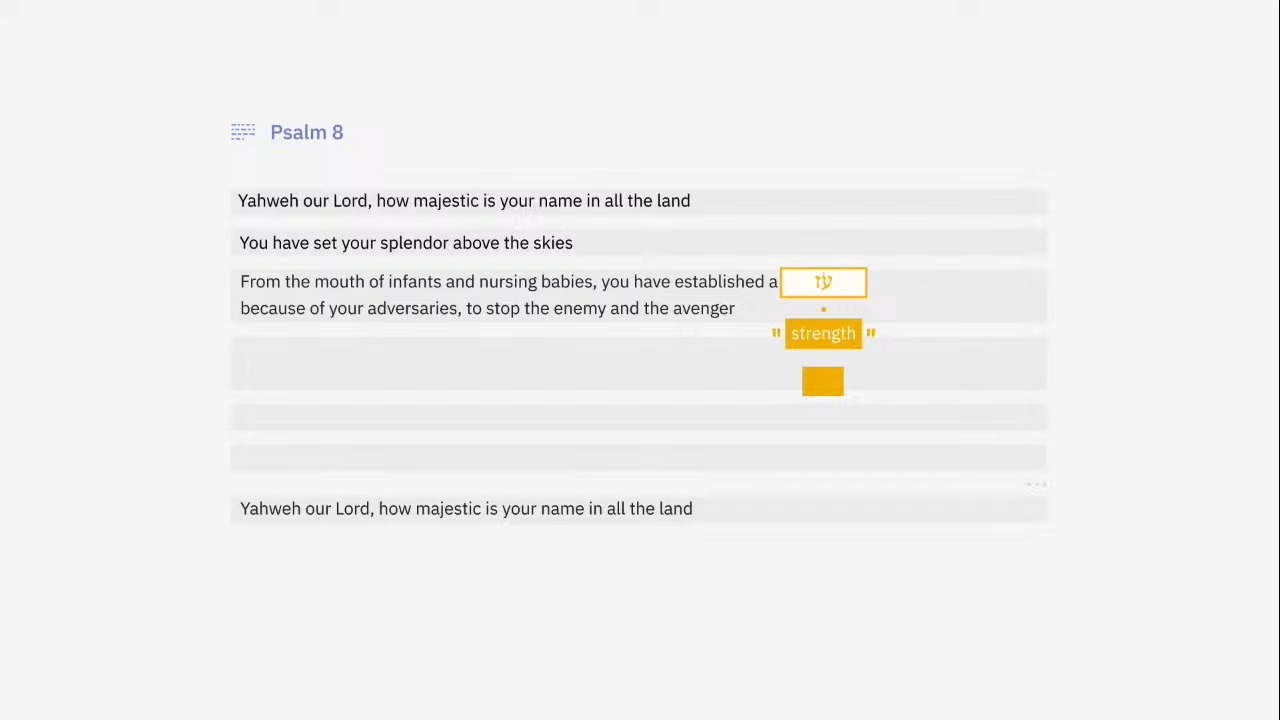 Psalm 8
Yahweh our Lord, how majestic is your name in all the land
You have set your splendor above the skies
From the mouth of infants and nursing babies, you have established a עֹז
because of your adversaries, to stop the enemy and the avenger
"strength"
...
Yahweh our Lord, how majestic is your name in all the land